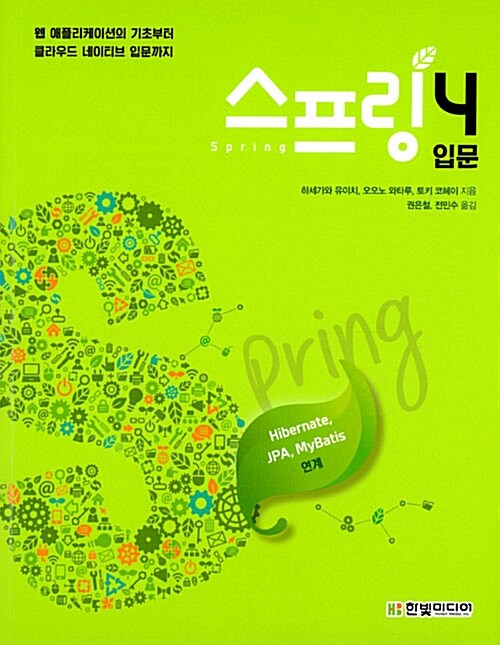 웹 애플리케이션의 기초부터
클라우드 네이티브 입문까지
스프링4
Spring
입문
하세가와 유이치, 오오노 와타루, 토키 코헤이 지음
권은철, 전민수 옮김
Spring
Hibernate,
JPA, MyBatis
연계
HB 한빛미디어